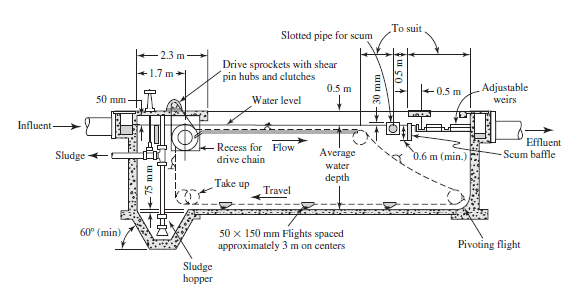 Slotted pipe for scum
To suit
2.3 m
1.7 m
Drive sprockets with shear
pin hubs and clutches
50 mm
0.5 m
30 mm
0.5 m
0.5 m
Adjustable
weirs
Water level
Influent
Effluent
Sludge
Recess for
drive chain
Flow
Average
water
depth
0.6 m (min.)
Scum baffle
75 mm
Take up
Travel
60° (min)
50 × 150 mm Flights spaced
approximately 3 m on centers
Pivoting flight
Sludge
hopper